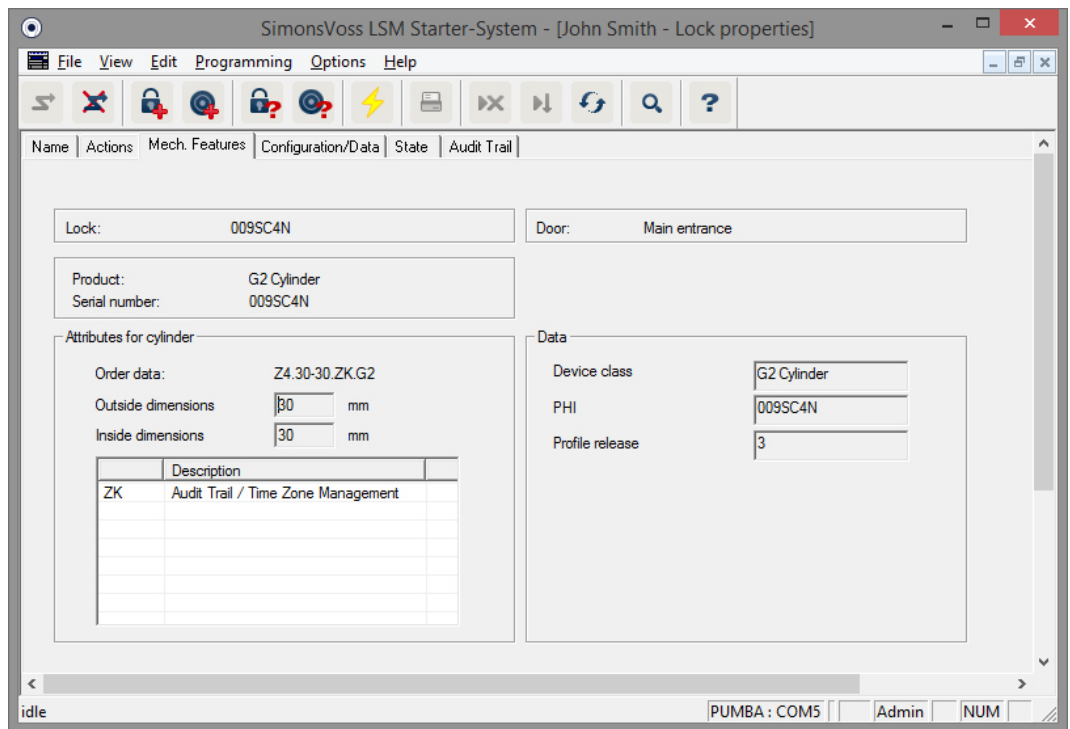 SimonsVoss LSM Starter-System - [John Smith - Lock properties]
File View Edit Programming Options Help
Name Actions Mech. Features Configuration/Data State Audit Trail
Lock: 009SC4N Door: Main entrance
Product: G2 Cylinder
Serial number: 009SC4N
Attributes for cylinder Data
Order data: Z4.30-30.ZK.G2 Device class G2 Cylinder
Outside dimensions 30 mm PHI 009SC4N
Inside dimensions 30 mm Profile release 3
Description
ZK Audit Trail / Time Zone Management
idle PUMBA : COM5 Admin NUM